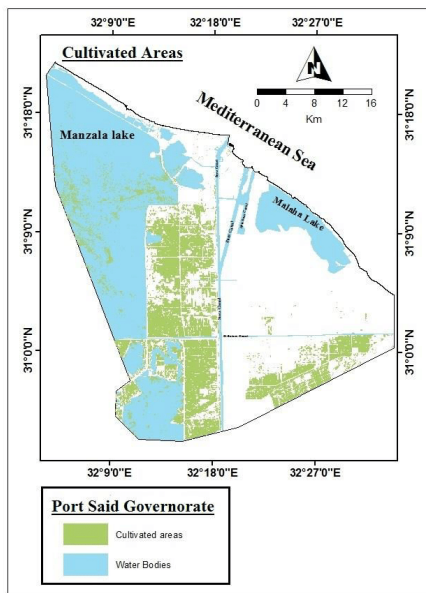 32°9'0"E 32°18'0"E 32°27'0"E
Cultivated Areas
N
0 4 8 12 16
Km
31°18'0"N
31°18'0"N
Mediterranean Sea
Manzala lake
Malaha Lake
31°9'0"N
31°9'0"N
31°0'0"N
31°0'0"N
32°9'0"E 32°18'0"E 32°27'0"E
Port Said Governorate
Cultivated areas
Water Bodies